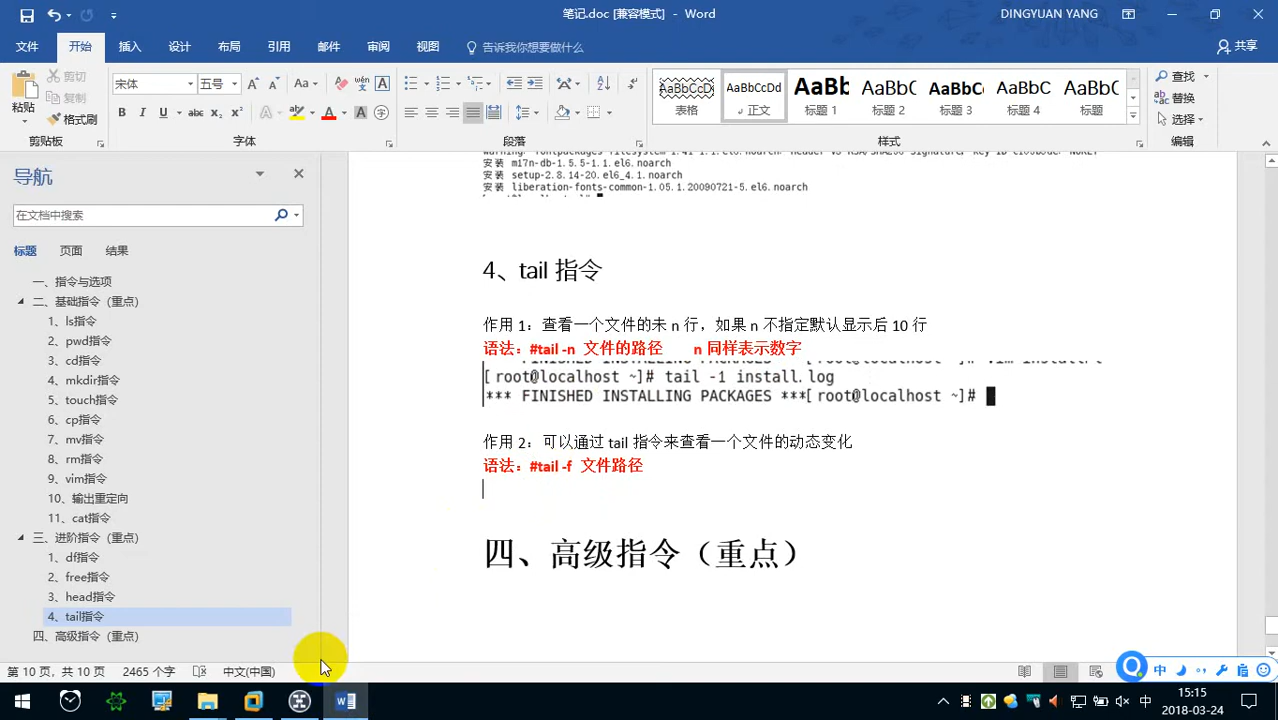 笔记.doc [兼容模式] - Word
DINGYUAN YANG
文件 开始 插入 设计 布局 引用 邮件 审阅 视图 告诉我你想要做什么 共享
粘贴 剪切 复制 格式刷
宋体 五号
AaBbCcDd 表格
AaBbCcDd 正文
AaBb 标题 1
AaBbC 标题 2
AaBbC 标题 3
AaBbC 标题 4
AaBbC 标题
查找
替换
选择
剪贴板 字体 段落 样式 编辑
导航
在文档中搜索
标题 页面 结果
一、指令与选项
二、基础指令（重点）
1、ls指令
2、pwd指令
3、cd指令
4、mkdir指令
5、touch指令
6、cp指令
7、mv指令
8、rm指令
9、vim指令
10、输出重定向
11、cat指令
三、进阶指令（重点）
1、df指令
2、free指令
3、head指令
4、tail指令
四、高级指令（重点）
安装 m17n-db-1.5.5-1.1.el6.noarch
安装 setup-2.8.14-20.el6_4.1.noarch
安装 liberation-fonts-common-1.05.1.20090721-5.el6.noarch
4、tail 指令
作用 1：查看一个文件的未 n 行，如果 n 不指定默认显示后 10 行
语法：#tail -n 文件的路径 n 同样表示数字
[root@localhost ~]# tail -1 install.log
*** FINISHED INSTALLING PACKAGES ***[root@localhost ~]#
作用 2：可以通过 tail 指令来查看一个文件的动态变化
语法：#tail -f 文件路径
四、高级指令（重点）
第 10 页，共 10 页 2465 个字 中文(中国)
中
中 15:15
2018-03-24